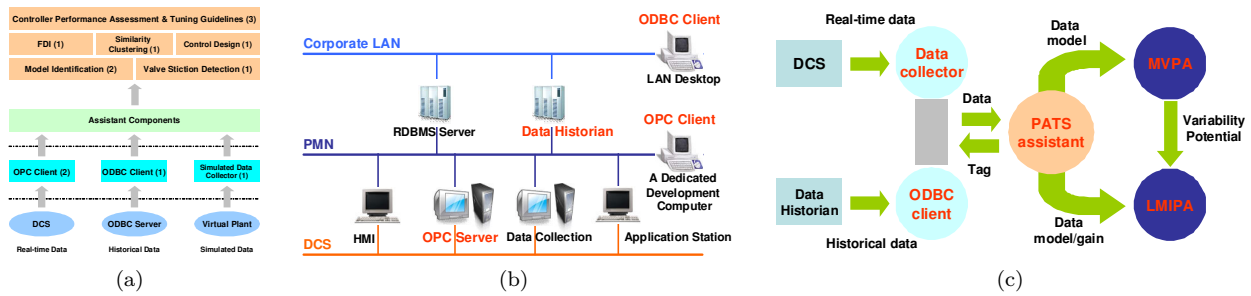 Controller Performance Assessment & Tuning Guidelines (3)
FDI (1)
Similarity
Clustering (1)
Control Design (1)
Model Identification (2)
Valve Stiction Detection (1)
Assistant Components
OPC Client (2)
ODBC Client (1)
Simulated Data
Collector (1)
DCS
ODBC Server
Virtual Plant
Real-time Data
Historical Data
Simulated Data
(a)
ODBC Client
Corporate LAN
LAN Desktop
RDBMS Server
Data Historian
OPC Client
PMN
A Dedicated
Development
Computer
HMI
OPC Server
Data Collection
Application Station
DCS
(b)
Real-time data
DCS
Data
collector
Data
model
MVPA
Data
PATS
assistant
Tag
Variability
Potential
Data
Historian
ODBC
client
Historical data
Data
model/gain
LMIPA
(c)